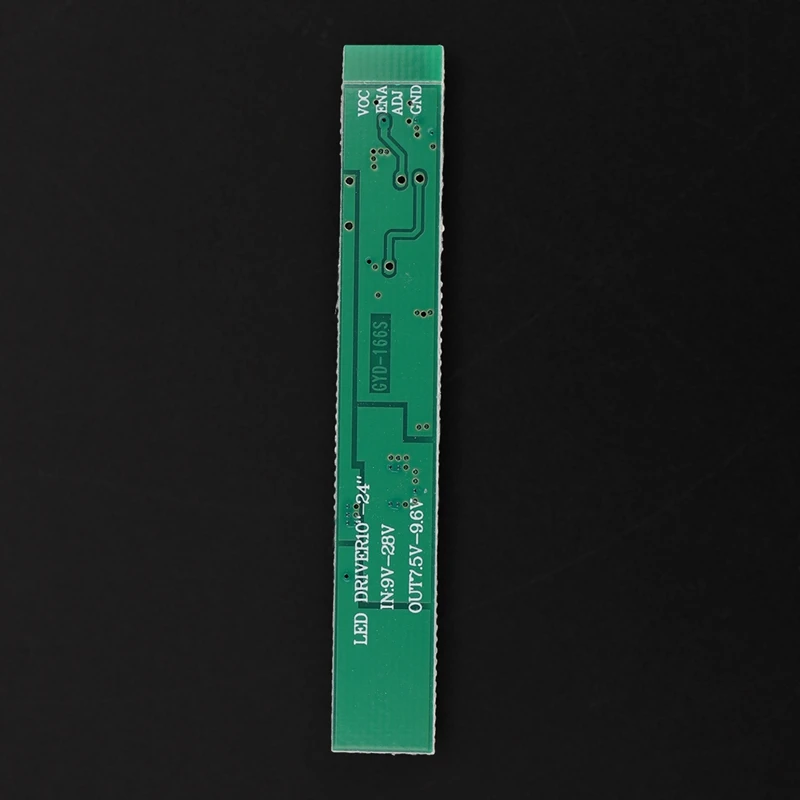 VCC
ENA
ADJ
GND
GYD-166S
LED DRIVER10"-24"
IN:9V-28V
OUT7.5V-9.6V